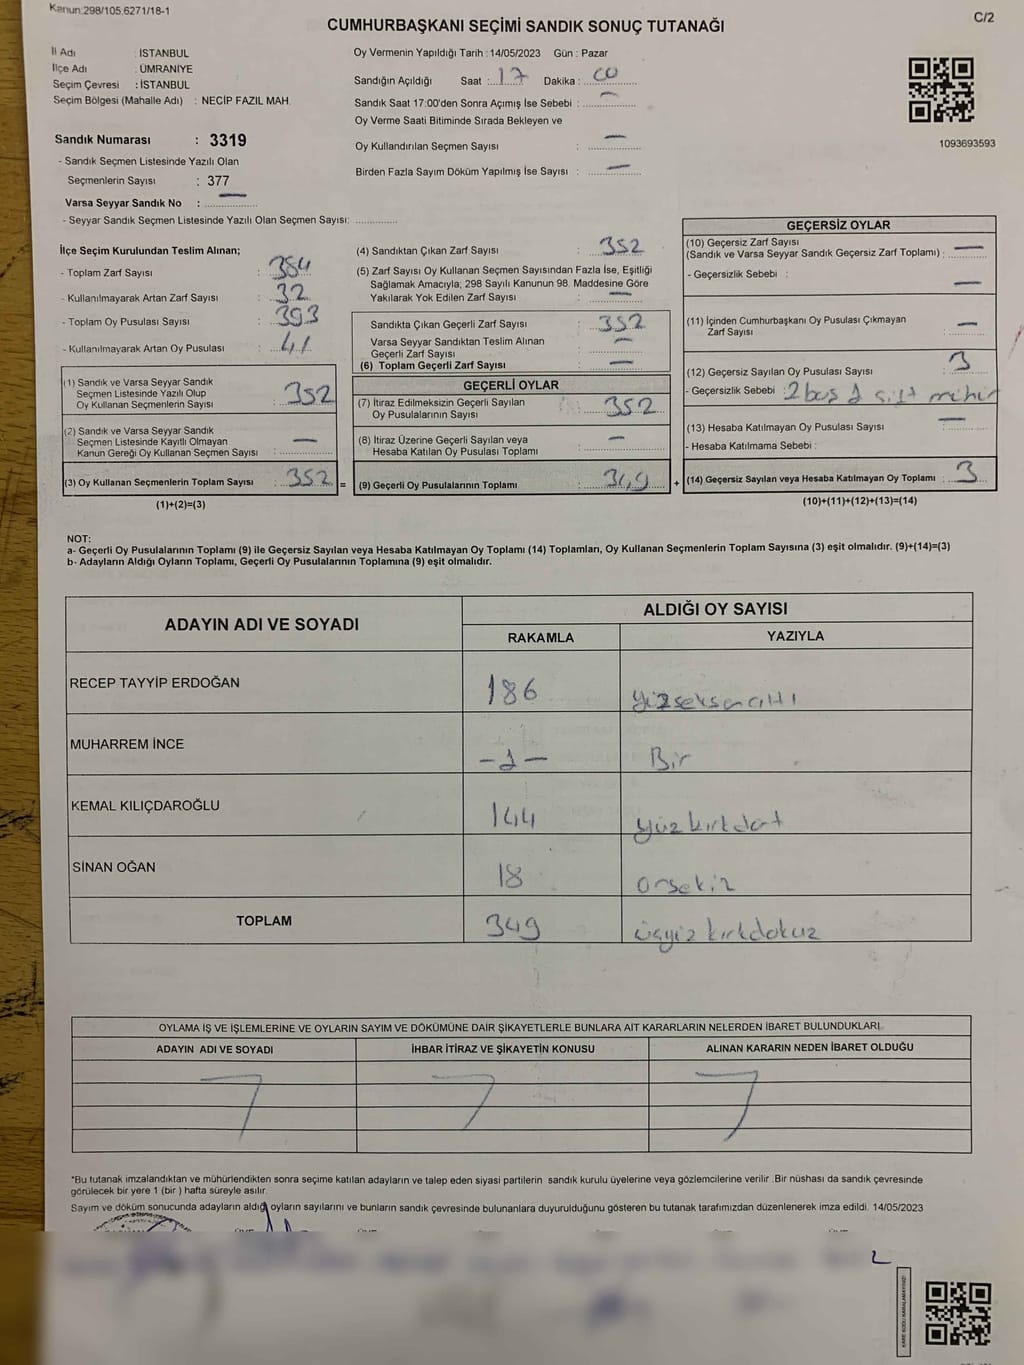 Kanun:298/105.6271/18-1
C/2
CUMHURBAŞKANI SEÇİMİ SANDIK SONUÇ TUTANAĞI
İl Adı : İSTANBUL
İlçe Adı : ÜMRANİYE
Seçim Çevresi : İSTANBUL
Seçim Bölgesi (Mahalle Adı) : NECİP FAZIL MAH.
Sandık Numarası : 3319
- Sandık Seçmen Listesinde Yazılı Olan
Seçmenlerin Sayısı : 377
Varsa Seyyar Sandık No : —
- Seyyar Sandık Seçmen Listesinde Yazılı Olan Seçmen Sayısı: ..............
Oy Vermenin Yapıldığı Tarih : 14/05/2023 Gün : Pazar
Sandığın Açıldığı Saat : 17 Dakika : 00
Sandık Saat 17:00'den Sonra Açımış İse Sebebi : —
Oy Verme Saati Bitiminde Sırada Bekleyen ve
Oy Kullandırılan Seçmen Sayısı : —
Birden Fazla Sayım Döküm Yapılmış İse Sayısı : —
1093693593
İlçe Seçim Kurulundan Teslim Alınan;
- Toplam Zarf Sayısı : 384
- Kullanılmayarak Artan Zarf Sayısı : 32
- Toplam Oy Pusulası Sayısı : 393
- Kullanılmayarak Artan Oy Pusulası : 41
(1) Sandık ve Varsa Seyyar Sandık
Seçmen Listesinde Yazılı Olup
Oy Kullanan Seçmenlerin Sayısı : 352
(2) Sandık ve Varsa Seyyar Sandık
Seçmen Listesinde Kayıtlı Olmayan
Kanun Gereği Oy Kullanan Seçmen Sayısı : —
(3) Oy Kullanan Seçmenlerin Toplam Sayısı : 352 =
(1)+(2)=(3)
(4) Sandıktan Çıkan Zarf Sayısı : 352
(5) Zarf Sayısı Oy Kullanan Seçmen Sayısından Fazla İse, Eşitliği
Sağlamak Amacıyla; 298 Sayılı Kanunun 98. Maddesine Göre
Yakılarak Yok Edilen Zarf Sayısı : —
Sandıkta Çıkan Geçerli Zarf Sayısı : 352
Varsa Seyyar Sandıktan Teslim Alınan
Geçerli Zarf Sayısı : —
(6) Toplam Geçerli Zarf Sayısı : —
GEÇERLİ OYLAR
(7) İtiraz Edilmeksizin Geçerli Sayılan
Oy Pusulalarının Sayısı : 352
(8) İtiraz Üzerine Geçerli Sayılan veya
Hesaba Katılan Oy Pusulası Toplamı : —
(9) Geçerli Oy Pusulalarının Toplamı : 349 +
GEÇERSİZ OYLAR
(10) Geçersiz Zarf Sayısı
(Sandık ve Varsa Seyyar Sandık Geçersiz Zarf Toplamı) : —
- Geçersizlik Sebebi : —
(11) İçinden Cumhurbaşkanı Oy Pusulası Çıkmayan
Zarf Sayısı : —
(12) Geçersiz Sayılan Oy Pusulası Sayısı : 3
- Geçersizlik Sebebi : 2 boş 1 çift mühür
(13) Hesaba Katılmayan Oy Pusulası Sayısı : —
- Hesaba Katılmama Sebebi :
(14) Geçersiz Sayılan veya Hesaba Katılmayan Oy Toplamı : 3
(10)+(11)+(12)+(13)=(14)
NOT:
a- Geçerli Oy Pusulalarının Toplamı (9) ile Geçersiz Sayılan veya Hesaba Katılmayan Oy Toplamı (14) Toplamları, Oy Kullanan Seçmenlerin Toplam Sayısına (3) eşit olmalıdır. (9)+(14)=(3)
b- Adayların Aldığı Oyların Toplamı, Geçerli Oy Pusulalarının Toplamına (9) eşit olmalıdır.
ADAYIN ADI VE SOYADI
ALDIĞI OY SAYISI
RAKAMLA YAZIYLA
RECEP TAYYİP ERDOĞAN 186 Yüzseksenaltı
MUHARREM İNCE -1- Bir
KEMAL KILIÇDAROĞLU 144 yüzkırkdört
SİNAN OĞAN 18 onsekiz
TOPLAM 349 üçyüzkırkdokuz
OYLAMA İŞ VE İŞLEMLERİNE VE OYLARIN SAYIM VE DÖKÜMÜNE DAİR ŞİKAYETLERLE BUNLARA AİT KARARLARIN NELERDEN İBARET BULUNDUKLARI
ADAYIN ADI VE SOYADI İHBAR İTİRAZ VE ŞİKAYETİN KONUSU ALINAN KARARIN NEDEN İBARET OLDUĞU
*Bu tutanak imzalandıktan ve mühürlendikten sonra seçime katılan adayların ve talep eden siyasi partilerin sandık kurulu üyelerine veya gözlemcilerine verilir .Bir nüshası da sandık çevresinde
görülecek bir yere 1 (bir ) hafta süreyle asılır.
Sayım ve döküm sonucunda adayların aldığı oyların sayılarını ve bunların sandık çevresinde bulunanlara duyurulduğunu gösteren bu tutanak tarafımızdan düzenlenerek imza edildi. 14/05/2023
KARE KODU KARALAMAYINIZ!